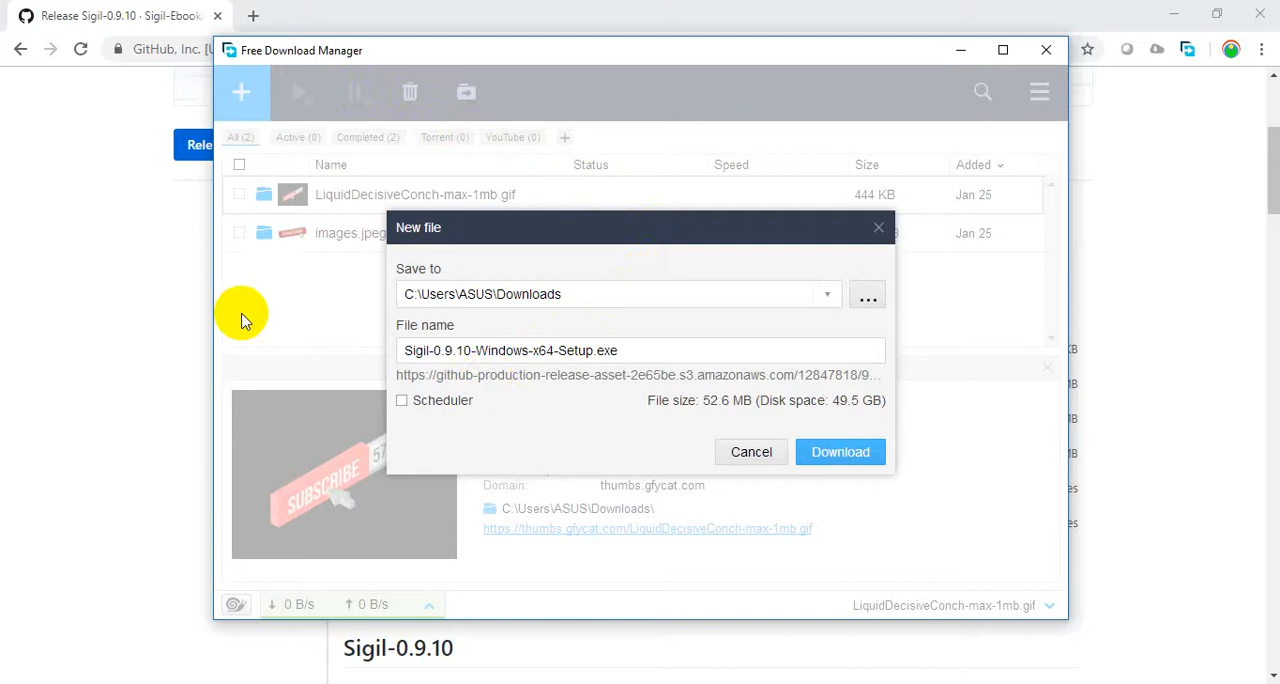 Release Sigil-0.9.10 · Sigil-Ebook
GitHub, Inc. [U
Free Download Manager
Rele
All (2)
Active (0)
Completed (2)
Torrent (0)
YouTube (0)
Name
Status
Speed
Size
Added
LiquidDecisiveConch-max-1mb.gif
444 KB
Jan 25
images.jpeg
Jan 25
New file
Save to
C:\Users\ASUS\Downloads
...
File name
Sigil-0.9.10-Windows-x64-Setup.exe
https://github-production-release-asset-2e65be.s3.amazonaws.com/12847818/9...
Scheduler
File size: 52.6 MB (Disk space: 49.5 GB)
Cancel
Download
SUBSCRIBE 57
Domain:
thumbs.gfycat.com
C:\Users\ASUS\Downloads\
https://thumbs.gfycat.com/LiquidDecisiveConch-max-1mb.gif
0 B/s
0 B/s
LiquidDecisiveConch-max-1mb.gif
Sigil-0.9.10